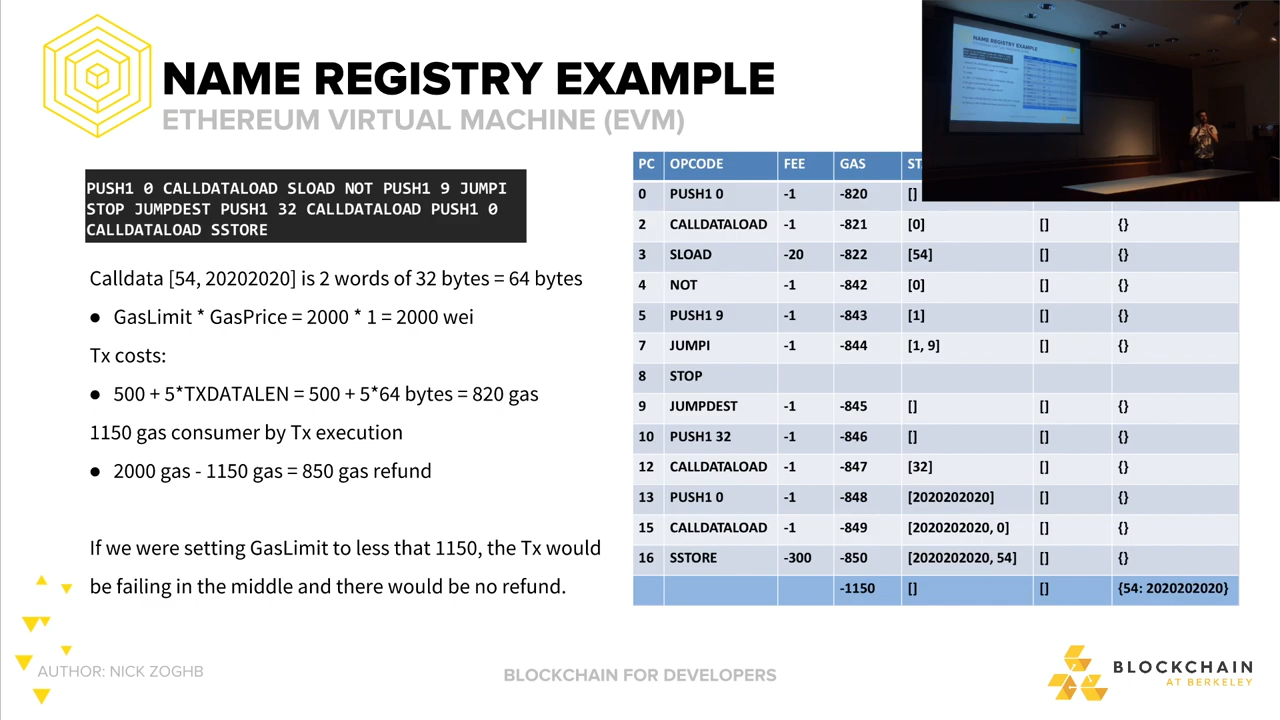 NAME REGISTRY EXAMPLE
ETHEREUM VIRTUAL MACHINE (EVM)
PUSH1 0 CALLDATALOAD SLOAD NOT PUSH1 9 JUMPI
STOP JUMPDEST PUSH1 32 CALLDATALOAD PUSH1 0
CALLDATALOAD SSTORE
Calldata [54, 20202020] is 2 words of 32 bytes = 64 bytes
● GasLimit * GasPrice = 2000 * 1 = 2000 wei
Tx costs:
● 500 + 5*TXDATALEN = 500 + 5*64 bytes = 820 gas
1150 gas consumer by Tx execution
● 2000 gas - 1150 gas = 850 gas refund
If we were setting GasLimit to less that 1150, the Tx would
be failing in the middle and there would be no refund.
PC OPCODE FEE GAS ST
0 PUSH1 0 -1 -820 []
2 CALLDATALOAD -1 -821 [0] [] {}
3 SLOAD -20 -822 [54] [] {}
4 NOT -1 -842 [0] [] {}
5 PUSH1 9 -1 -843 [1] [] {}
7 JUMPI -1 -844 [1, 9] [] {}
8 STOP
9 JUMPDEST -1 -845 [] [] {}
10 PUSH1 32 -1 -846 [] [] {}
12 CALLDATALOAD -1 -847 [32] [] {}
13 PUSH1 0 -1 -848 [2020202020] [] {}
15 CALLDATALOAD -1 -849 [2020202020, 0] [] {}
16 SSTORE -300 -850 [2020202020, 54] [] {}
-1150 [] [] {54: 2020202020}
AUTHOR: NICK ZOGHB
BLOCKCHAIN FOR DEVELOPERS
BLOCKCHAIN
AT BERKELEY
NAME REGISTRY EXAMPLE